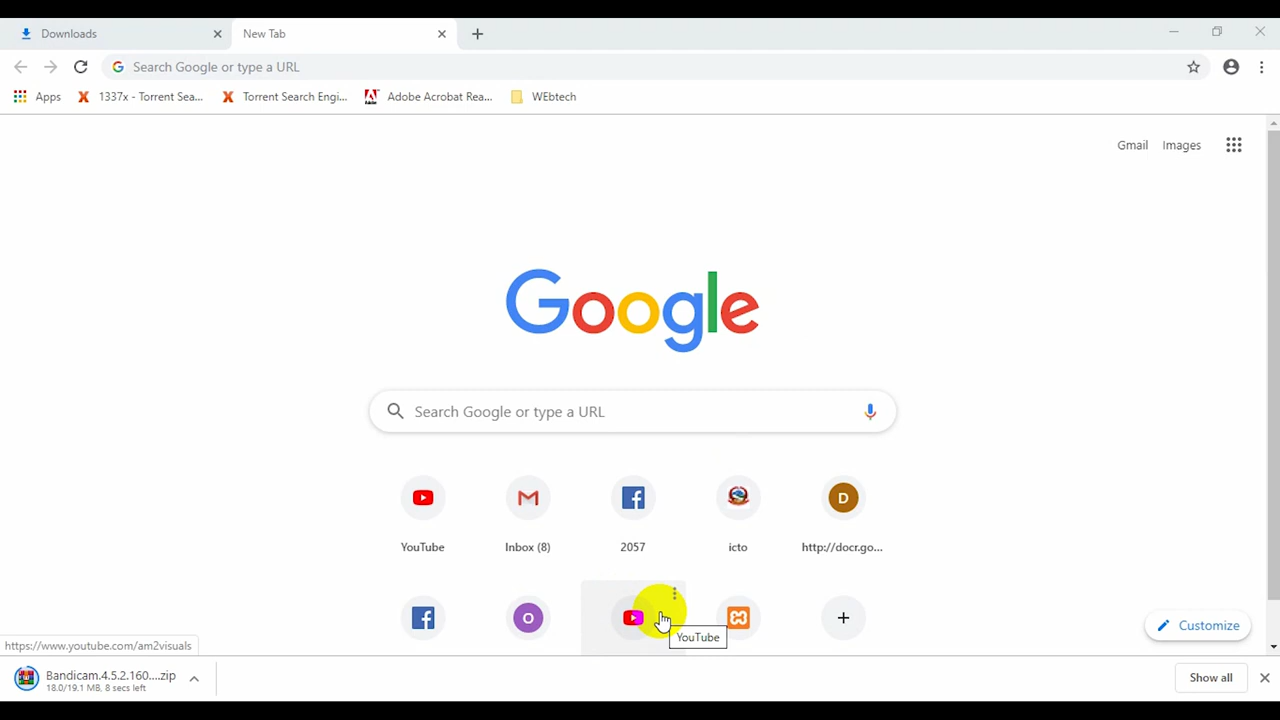 Downloads
New Tab
Search Google or type a URL
Apps
1337x - Torrent Sea...
Torrent Search Engi...
Adobe Acrobat Rea...
WEbtech
Gmail
Images
Google
Search Google or type a URL
YouTube
Inbox (8)
2057
icto
http://docr.go...
D
O
YouTube
Customize
https://www.youtube.com/am2visuals
Bandicam.4.5.2.160....zip
18.0/19.1 MB, 8 secs left
Show all